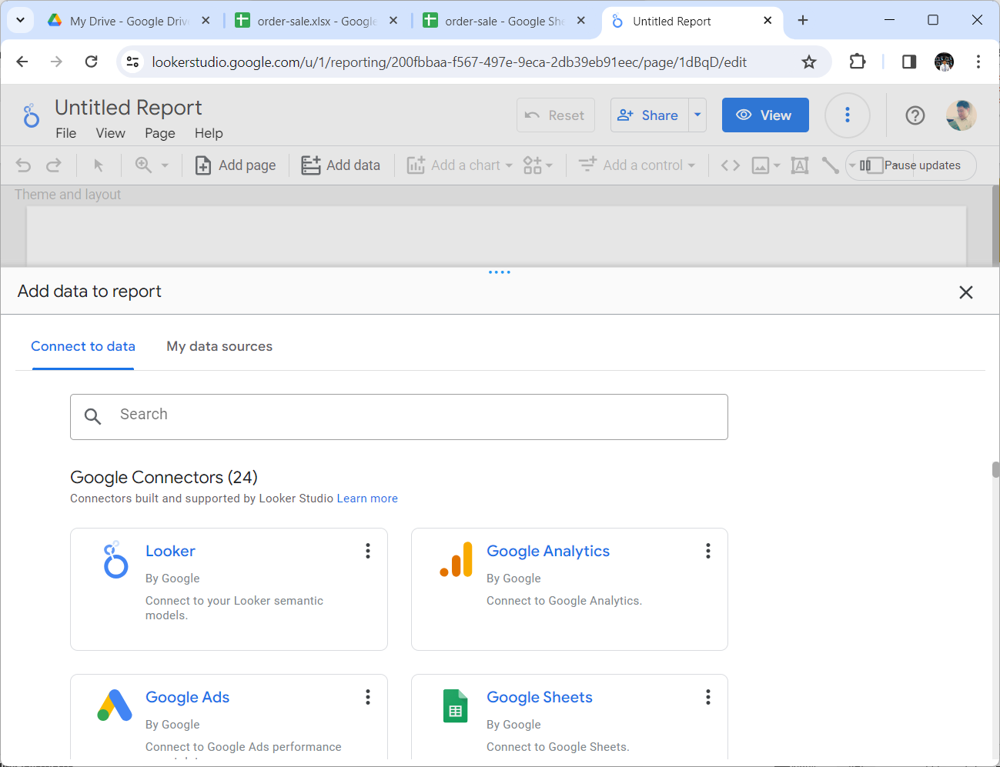 My Drive - Google Driv
order-sale.xlsx - Google
order-sale - Google She
Untitled Report
lookerstudio.google.com/u/1/reporting/200fbbaa-f567-497e-9eca-2db39eb91eec/page/1dBqD/edit
Untitled Report
File View Page Help
Reset
Share
View
Add page
Add data
Add a chart
Add a control
Pause updates
Theme and layout
Add data to report
Connect to data
My data sources
Search
Google Connectors (24)
Connectors built and supported by Looker Studio Learn more
Looker
By Google
Connect to your Looker semantic
models.
Google Analytics
By Google
Connect to Google Analytics.
Google Ads
By Google
Connect to Google Ads performance
Google Sheets
By Google
Connect to Google Sheets.